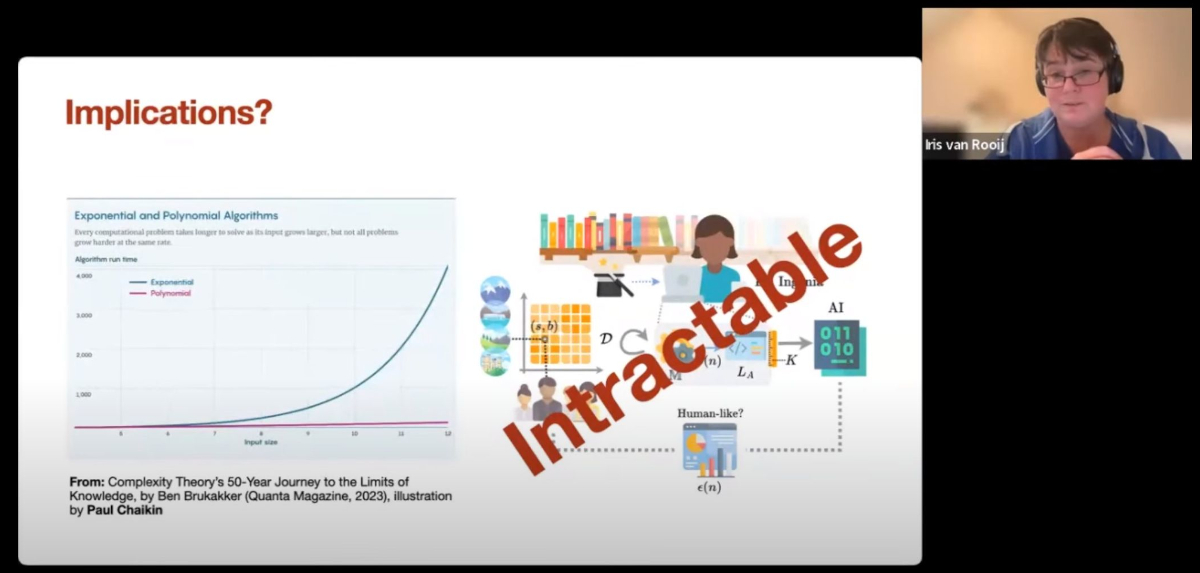 Implications?
Exponential and Polynomial Algorithms
Every computational problem takes longer to solve as its input grows larger, but not all problems
grow harder at the same rate.
Algorithm run time
4,000
3,000
2,000
1,000
Exponential
Polynomial
5 6 7 8 9 10 11 12
Input size
From: Complexity Theory's 50-Year Journey to the Limits of
Knowledge, by Ben Brukakker (Quanta Magazine, 2023), illustration
by Paul Chaikin
Intractable
(s, b)
D
M
(n)
L_A
K
AI
011
010
Human-like?
ϵ(n)
Iris van Rooij